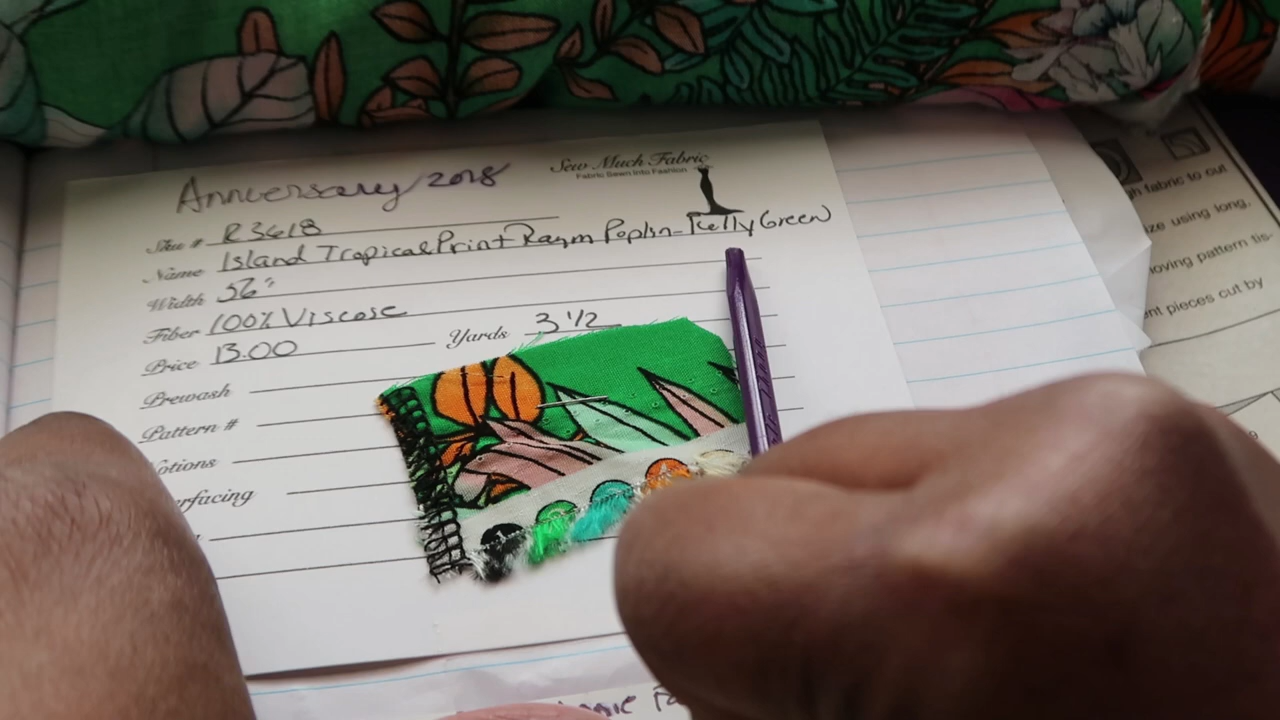 Anniversary 2018
Sew Much Fabric
Fabric Sewn Into Fashion
Sku # R3618
Name Island Tropical Print Raym Poplin-Kelly Green
Width 56"
Fiber 100% Viscose
Price 13.00
Yards 3 1/2
Prewash
Pattern #
otions
rfacing
h fabric to cut
ze using long,
oving pattern tis-
nt pieces cut by